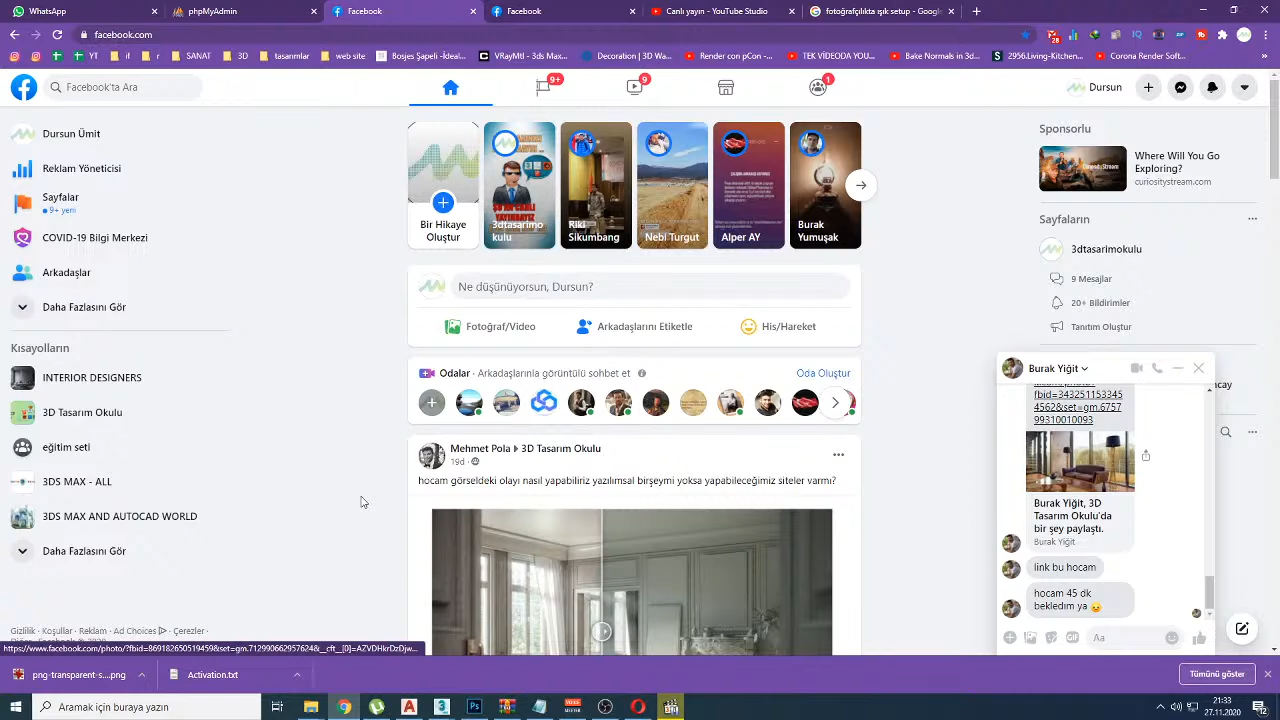 WhatsApp
phpMyAdmin
Facebook
Facebook
Canlı yayın - YouTube Studio
fotoğrafçılıkta ışık setup - Google
facebook.com
SANAT
3D
tasarımlar
web site
Bojses Şapeli -İdeal...
VRayMtl - 3ds Max...
Decoration | 3D Wa...
Render con pCon -...
TEK VİDEODA YOU...
Bake Normals in 3d...
2956.Living-Kitchen...
Corona Render Soft...
Facebook'ta Ara
9+
9
1
Dursun
Dursun Ümit
Reklam Yöneticisi
Sayfalar
9+ yeni
COVID-19 Bilgi Merkezi
Arkadaşlar
Daha Fazlasını Gör
Kısayolların
INTERIOR DESIGNERS
3D Tasarım Okulu
eğitim seti
3DS MAX - ALL
3DS MAX AND AUTOCAD WORLD
Daha Fazlasını Gör
Gizlilik · Koşullar · Reklam · Ad Choices · Çerezler ·
Bir Hikaye
Oluştur
3dtasarimo
kulu
Riki
Sikumbang
Nebi Turgut
Alper AY
Burak
Yumuşak
Ne düşünüyorsun, Dursun?
Fotoğraf/Video
Arkadaşlarını Etiketle
His/Hareket
Odalar · Arkadaşlarınla görüntülü sohbet et
Oda Oluştur
Mehmet Pola 3D Tasarım Okulu
19d ·
hocam görseldeki olayı nasıl yapabiliriz yazılımsal birşeymi yoksa yapabileceğimiz siteler varmı?
Sponsorlu
Where Will You Go
Exploring?
Sayfaların
3dtasarimokulu
9 Mesajlar
20+ Bildirimler
Tanıtım Oluştur
Burak Yiğit
fbid=343251153345
4562&set=gm.6757
99310010093
Burak Yiğit, 3D
Tasarım Okulu'da
bir şey paylaştı.
Burak Yiğit
link bu hocam
hocam 45 dk
bekledim ya
Aa
https://www.facebook.com/photo/?fbid=869182650519459&set=gm.712990662957624&__cft__[0]=AZVDHkrDzDjw...
png-transparent-s....png
Activation.txt
Tümünü göster
Aramak için buraya yazın
21:33
27.11.2020